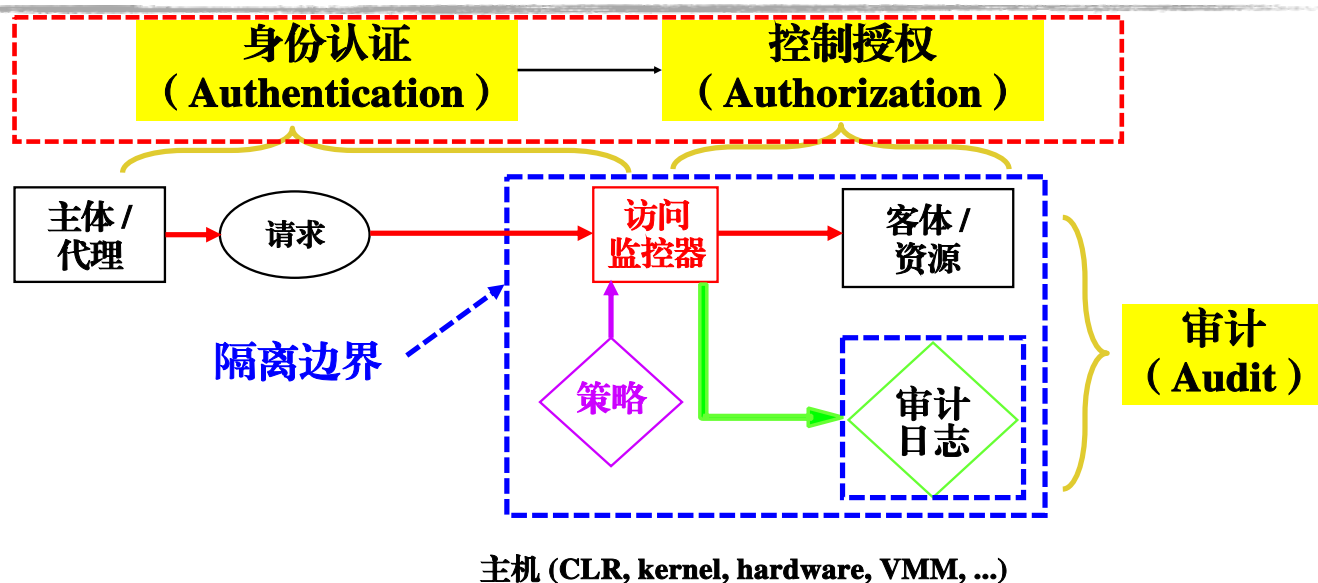 身份认证
（Authentication）
控制授权
（Authorization）
主体 /
代理
请求
访问
监控器
客体 /
资源
隔离边界
策略
审计
日志
审计
（Audit）
主机 (CLR, kernel, hardware, VMM, ...)